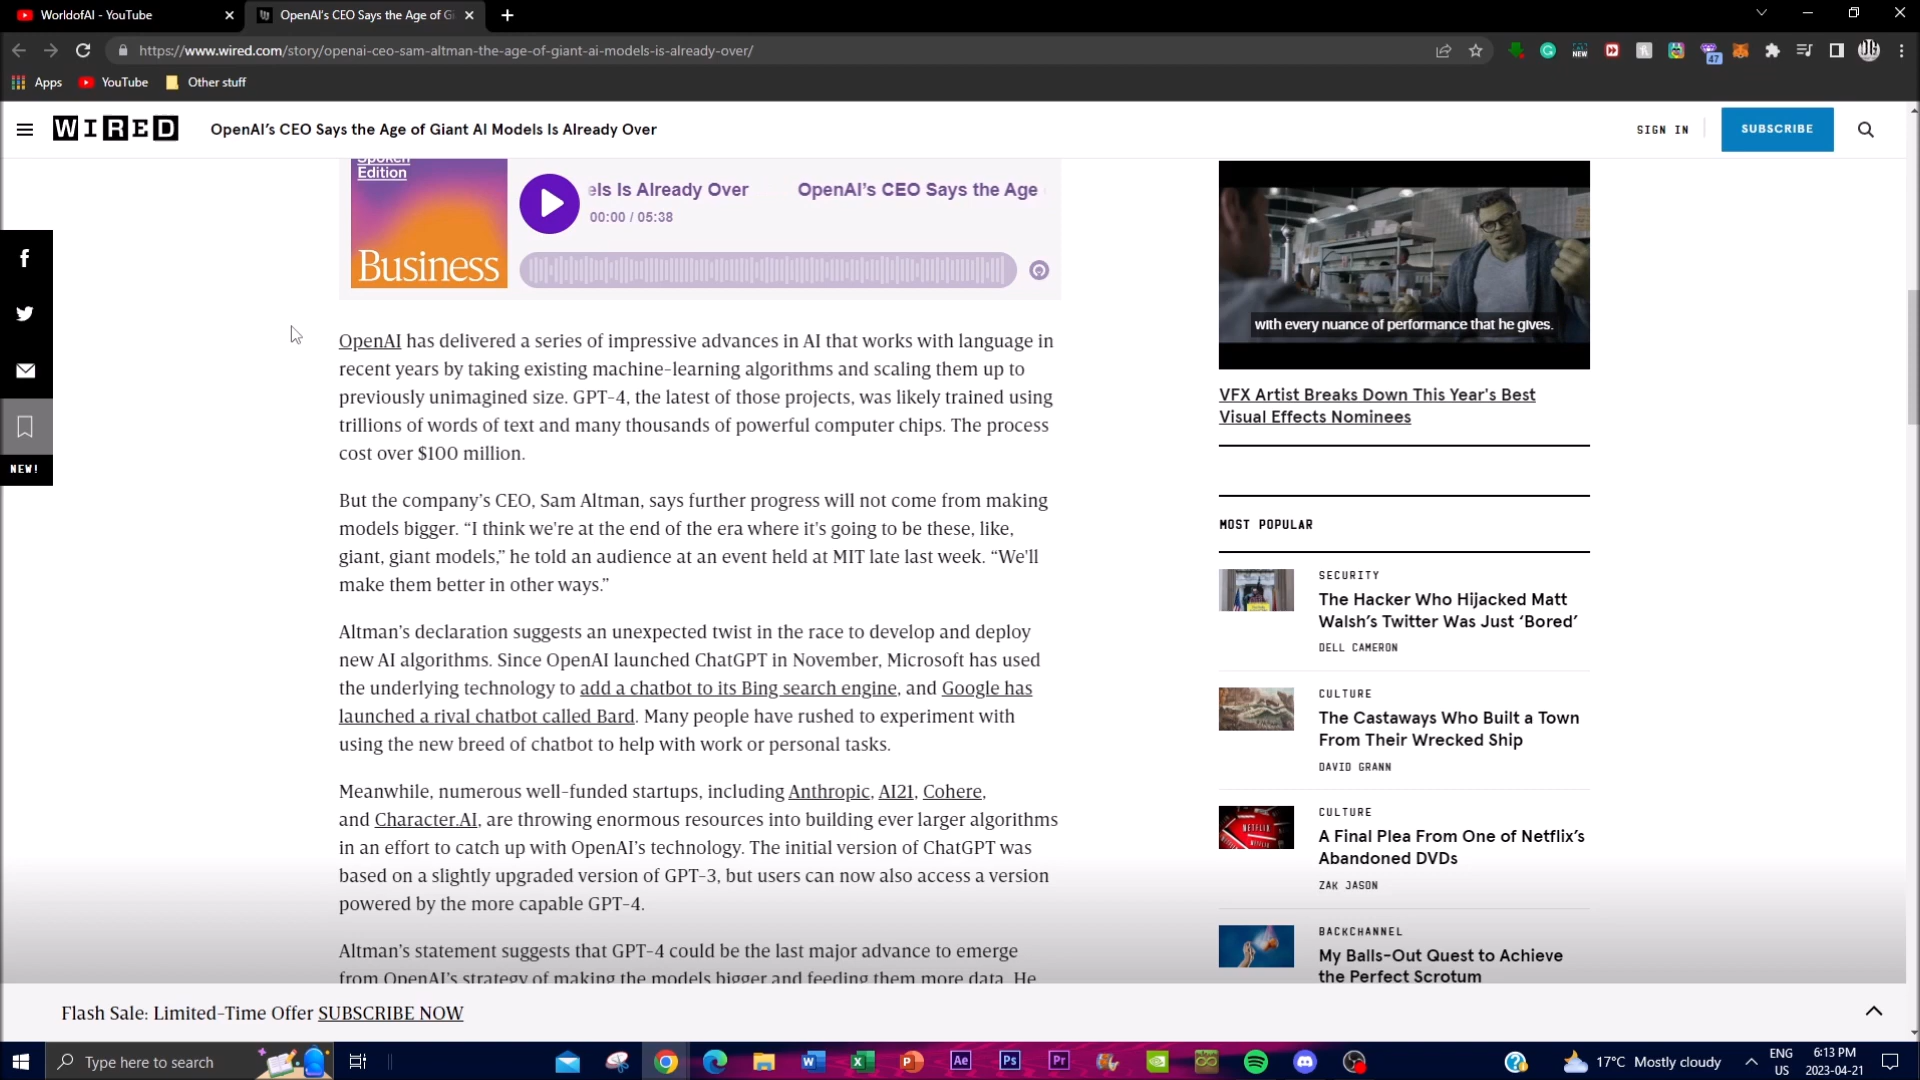 WorldofAI - YouTube
OpenAI's CEO Says the Age of Gi
https://www.wired.com/story/openai-ceo-sam-altman-the-age-of-giant-ai-models-is-already-over/
NEW
47
Apps
YouTube
Other stuff
WIRED
OpenAI's CEO Says the Age of Giant AI Models Is Already Over
SIGN IN
SUBSCRIBE
Spoken
Edition
Business
els Is Already Over
OpenAI's CEO Says the Age
00:00 / 05:38
NEW!
OpenAI has delivered a series of impressive advances in AI that works with language in
recent years by taking existing machine-learning algorithms and scaling them up to
previously unimagined size. GPT-4, the latest of those projects, was likely trained using
trillions of words of text and many thousands of powerful computer chips. The process
cost over $100 million.
But the company’s CEO, Sam Altman, says further progress will not come from making
models bigger. “I think we're at the end of the era where it's going to be these, like,
giant, giant models,” he told an audience at an event held at MIT late last week. “We'll
make them better in other ways.”
Altman’s declaration suggests an unexpected twist in the race to develop and deploy
new AI algorithms. Since OpenAI launched ChatGPT in November, Microsoft has used
the underlying technology to add a chatbot to its Bing search engine, and Google has
launched a rival chatbot called Bard. Many people have rushed to experiment with
using the new breed of chatbot to help with work or personal tasks.
Meanwhile, numerous well-funded startups, including Anthropic, AI21, Cohere,
and Character.AI, are throwing enormous resources into building ever larger algorithms
in an effort to catch up with OpenAI’s technology. The initial version of ChatGPT was
based on a slightly upgraded version of GPT-3, but users can now also access a version
powered by the more capable GPT-4.
Altman’s statement suggests that GPT-4 could be the last major advance to emerge
from OpenAI’s strategy of making the models bigger and feeding them more data. He
with every nuance of performance that he gives.
VFX Artist Breaks Down This Year's Best
Visual Effects Nominees
MOST POPULAR
SECURITY
The Hacker Who Hijacked Matt
Walsh’s Twitter Was Just ‘Bored’
DELL CAMERON
CULTURE
The Castaways Who Built a Town
From Their Wrecked Ship
DAVID GRANN
NETFLIX
CULTURE
A Final Plea From One of Netflix’s
Abandoned DVDs
ZAK JASON
BACKCHANNEL
My Balls-Out Quest to Achieve
the Perfect Scrotum
Flash Sale: Limited-Time Offer SUBSCRIBE NOW
Type here to search
Ae
Ps
Pr
17°C Mostly cloudy
ENG
US
6:13 PM
2023-04-21